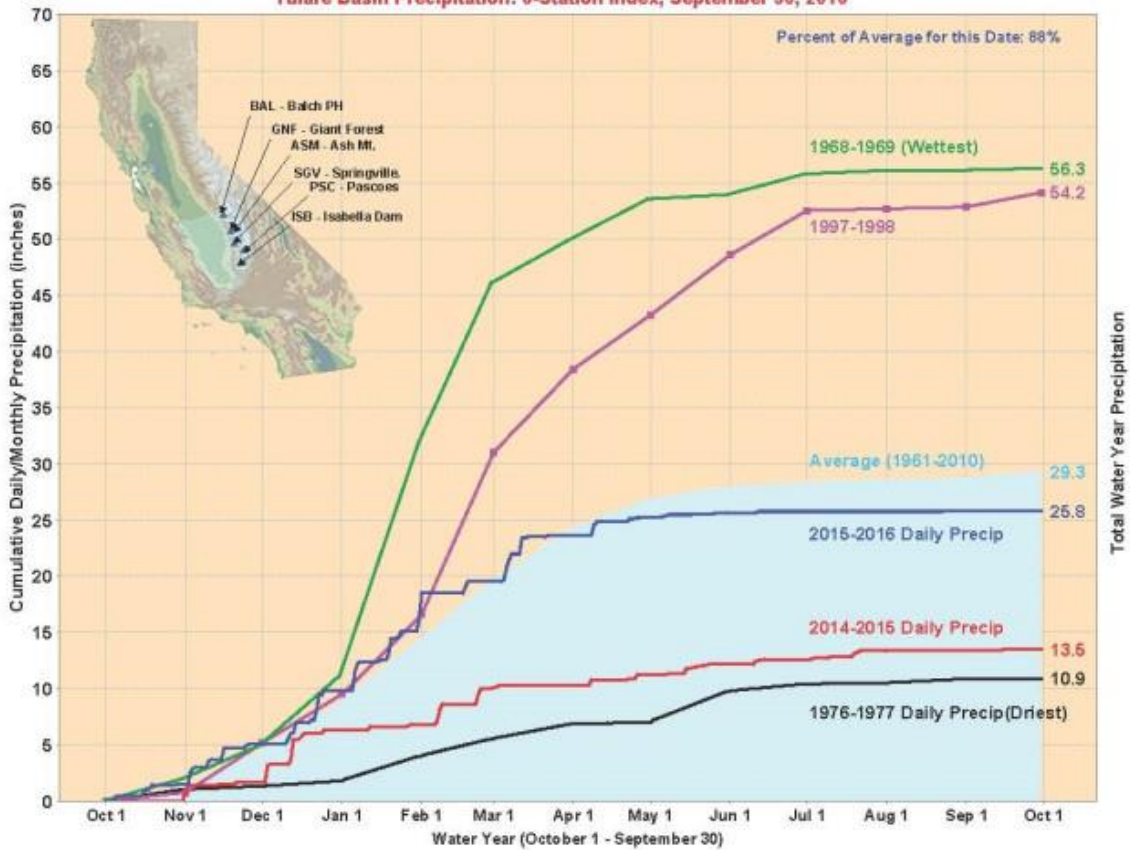 Percent of Average for this Date: 88%
BAL - Balch PH
GNF - Giant Forest
ASM - Ash Mt.
SGV - Springville.
PSC - Pascoes
ISB - Isabella Dam
1968-1969 (Wettest)
56.3
54.2
1997-1998
Average (1961-2010)
29.3
25.8
2015-2016 Daily Precip
2014-2015 Daily Precip
13.5
10.9
1976-1977 Daily Precip(Driest)
Cumulative Daily/Monthly Precipitation (inches)
70
65
60
55
50
45
40
35
30
25
20
15
10
5
0
Total Water Year Precipitation
Oct 1 Nov 1 Dec 1 Jan 1 Feb 1 Mar 1 Apr 1 May 1 Jun 1 Jul 1 Aug 1 Sep 1 Oct 1
Water Year (October 1 - September 30)